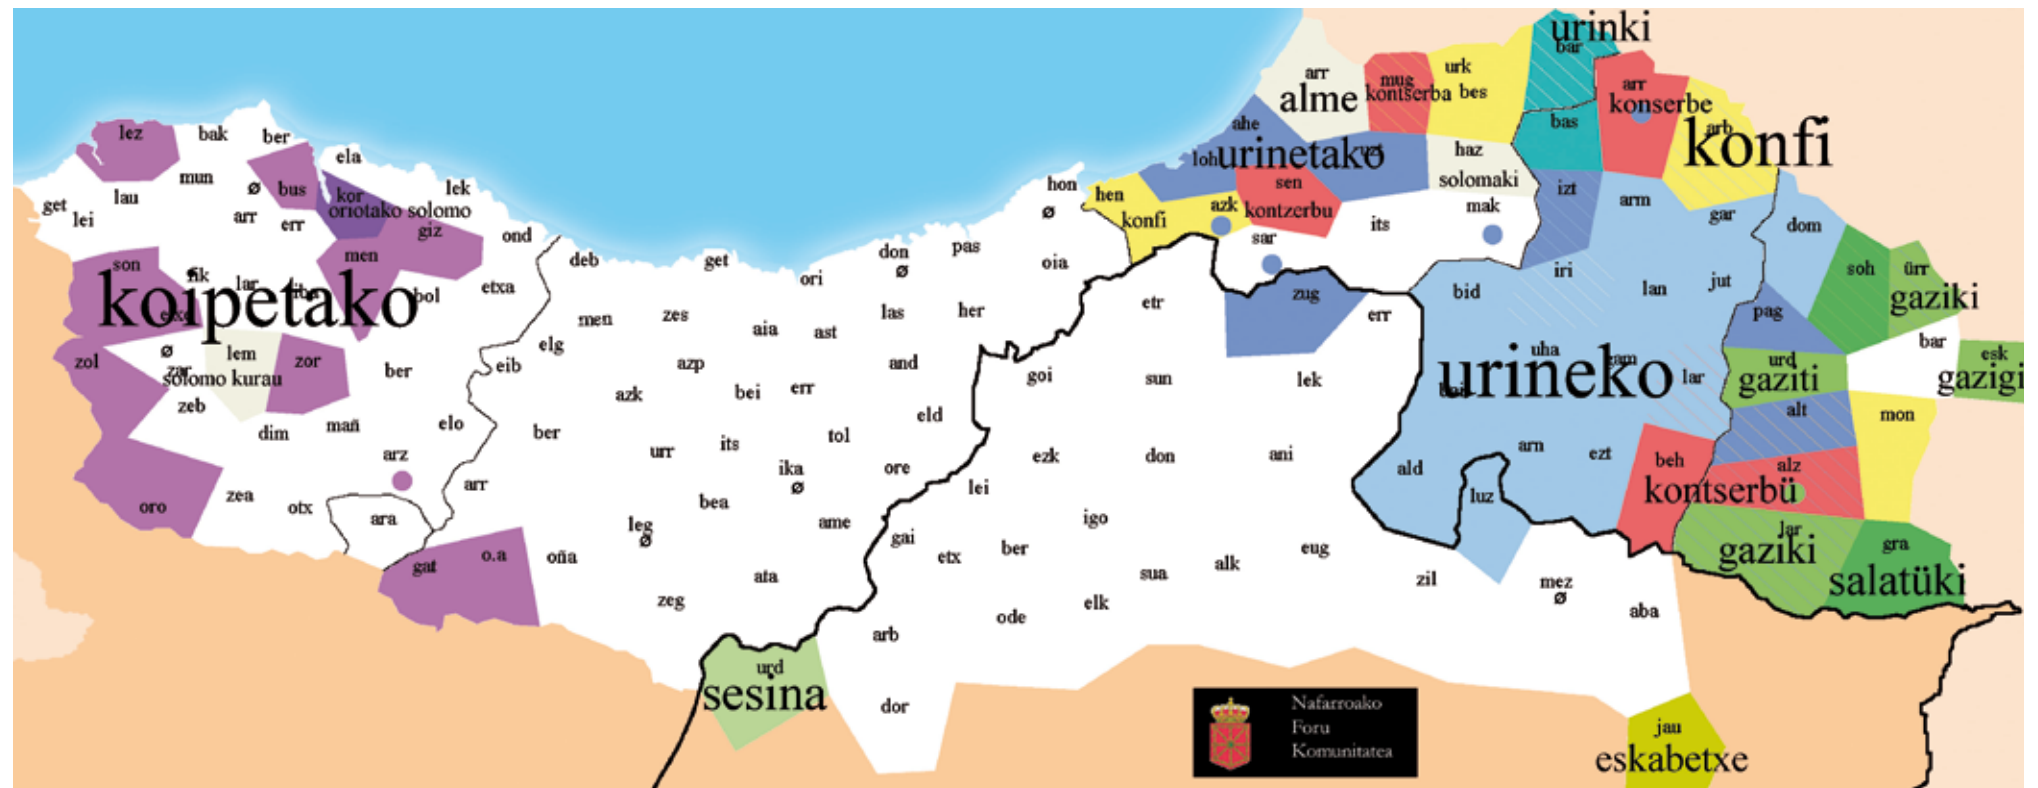 urinki
bar
arr
alme
mug
kontserba
urk
bes
arr
konserbe
arb
konfi
lez
bak
ber
ahe
bas
loh
urinetako
haz
solomaki
mun
ela
lek
ø
bus
kor
oriotako solomo
hon
ø
hen
konfi
azk
sen
kontzerbu
izt
arm
get
lei
lau
arr
err
giz
mak
gar
dom
ond
sar
its
son
men
deb
get
ori
don
ø
pas
oia
iri
lan
jut
soh
ürr
gaziki
koipetako
lar
bol
etxa
etr
zug
err
bid
pag
men
zes
aia
ast
las
her
bar
elg
zol
ø
zar
lem
solomo kurau
zor
ber
eib
azp
and
goi
sun
lek
uha
urineko
lar
urd
gaziti
esk
gazigi
zeb
azk
bei
err
alt
mon
dim
mañ
elo
ber
urr
its
tol
eld
arz
ika
ø
ore
ezk
don
ani
ald
arn
ezt
beh
kontserbü
alz
oro
zea
otx
ara
arr
bea
lei
luz
leg
ø
ame
gai
igo
jar
gaziki
gra
salatüki
gat
o.a
oña
ata
etx
ber
sua
alk
eug
zil
mez
ø
aba
zeg
ode
elk
arb
urd
sesina
dor
Nafarroako
Foru
Komunitatea
jau
eskabetxe